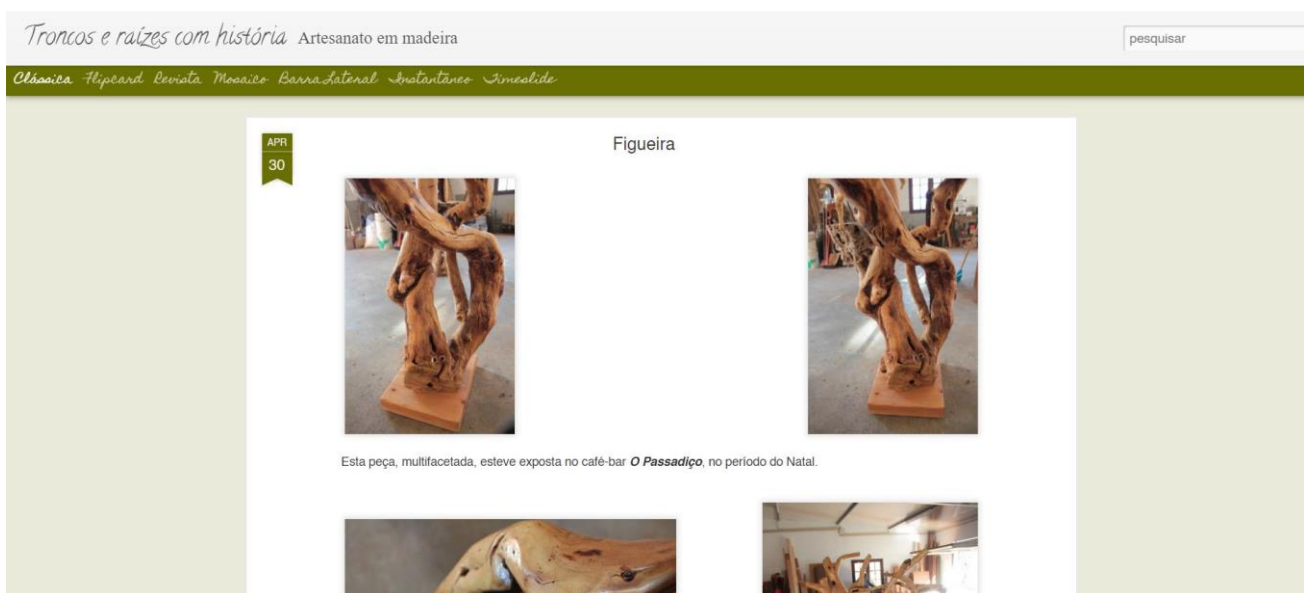 Troncos e raízes com história Artesanato em madeira
pesquisar
Clássica Flipcard Revista Mosaico Barra Lateral Instantâneo Timeslide
APR
30
Figueira
Esta peça, multifacetada, esteve exposta no café-bar O Passadiço, no período do Natal.